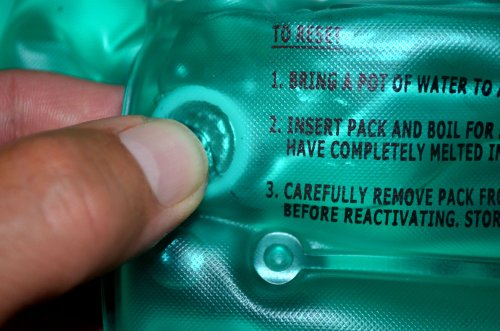 TO RESET
1. BRING A POT OF WATER TO A
2. INSERT PACK AND BOIL FOR
HAVE COMPLETELY MELTED IN
3. CAREFULLY REMOVE PACK FRO
BEFORE REACTIVATING. STOR